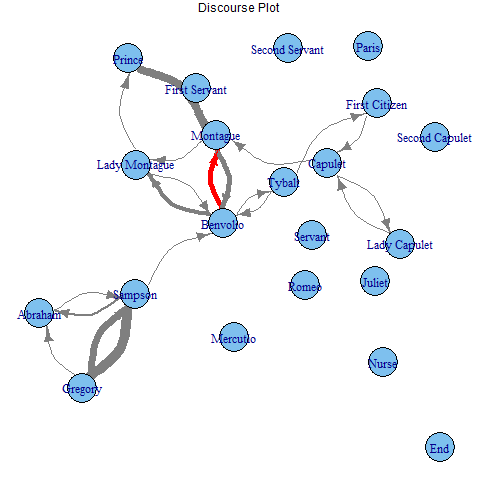 Discourse Plot
Second Servant
Paris
Prince
First Servant
First Citizen
Montague
Second Capulet
Lady Montague
Capulet
Tybalt
Benvolio
Servant
Lady Capulet
Romeo
Juliet
Sampson
Abraham
Mercutio
Nurse
Gregory
End